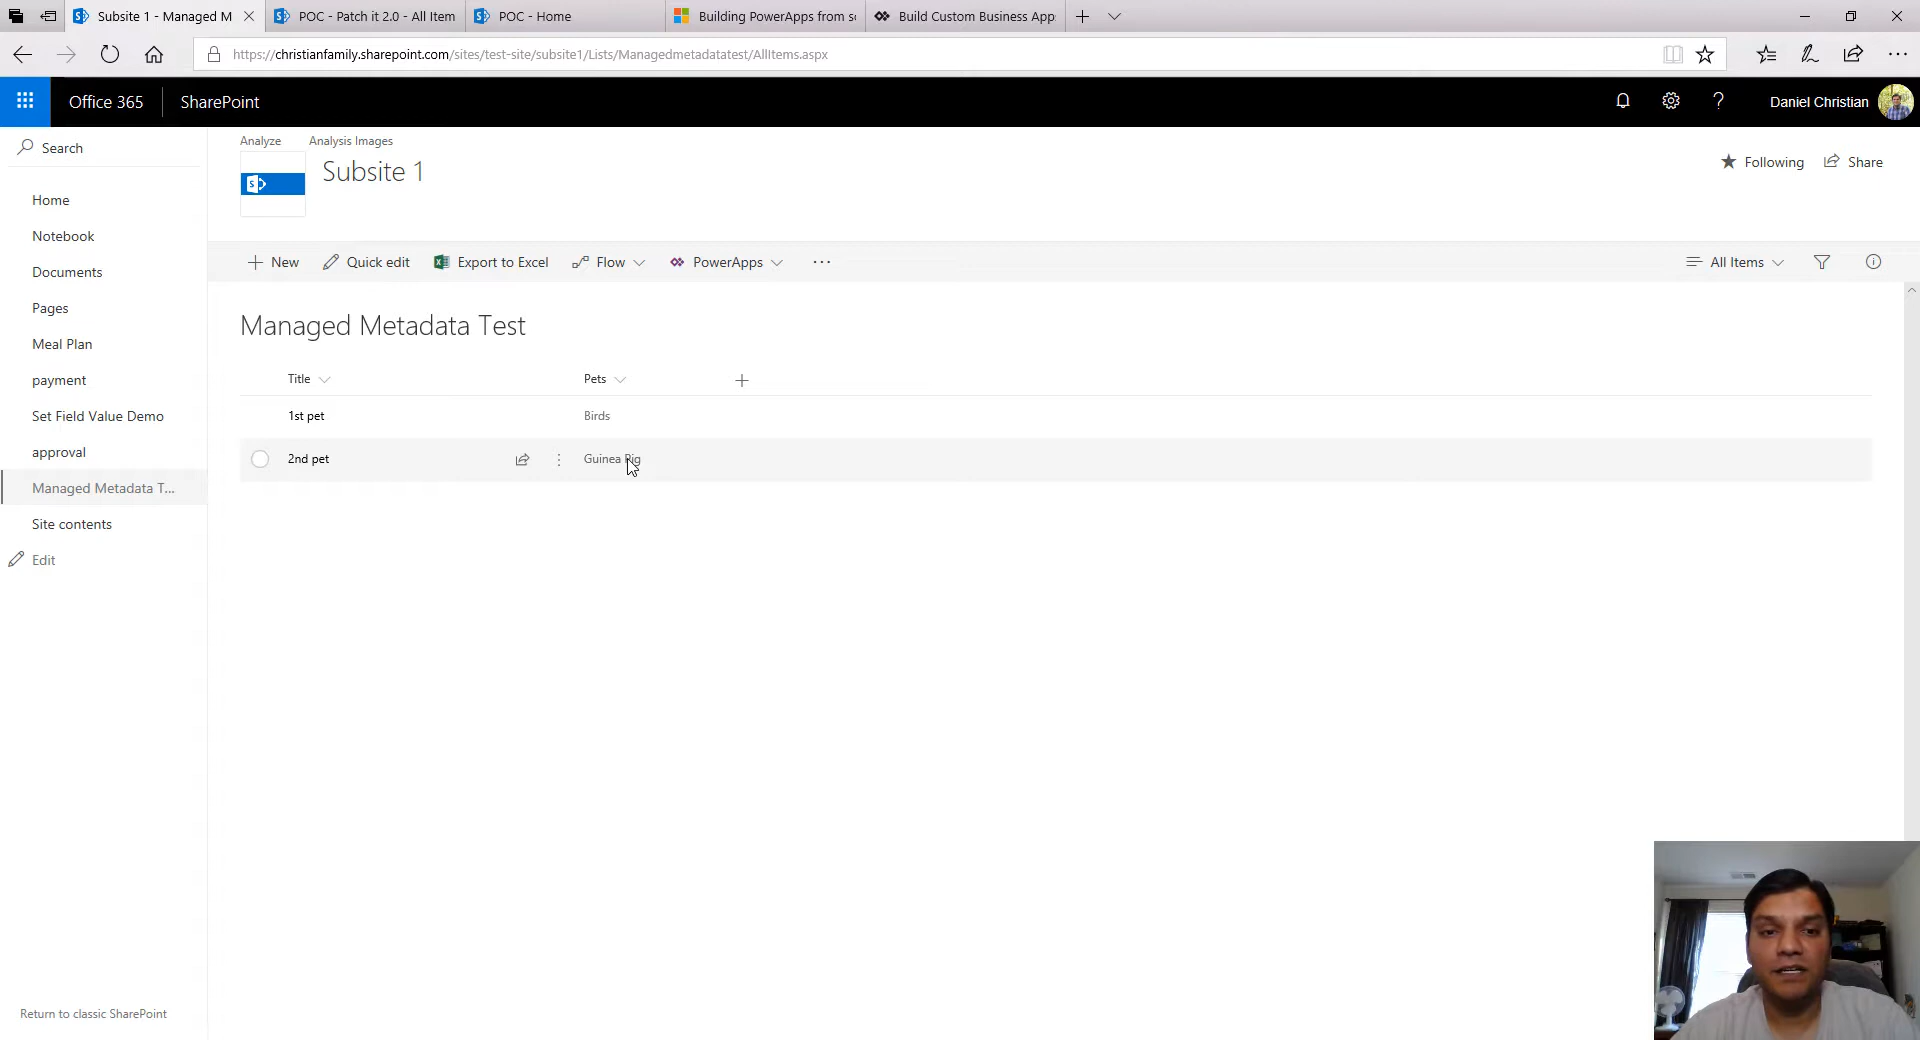 Subsite 1 - Managed M
POC - Patch it 2.0 - All Item
POC - Home
Building PowerApps from sc
Build Custom Business App:
https://christianfamily.sharepoint.com/sites/test-site/subsite1/Lists/Managedmetadatatest/AllItems.aspx
Office 365
SharePoint
?
Daniel Christian
Search
Analyze
Analysis Images
Subsite 1
Following
Share
Home
Notebook
Documents
Pages
Meal Plan
payment
Set Field Value Demo
approval
Managed Metadata T...
Site contents
Edit
New
Quick edit
Export to Excel
Flow
PowerApps
...
All Items
Managed Metadata Test
Title
Pets
1st pet
Birds
2nd pet
Guinea Pig
Return to classic SharePoint